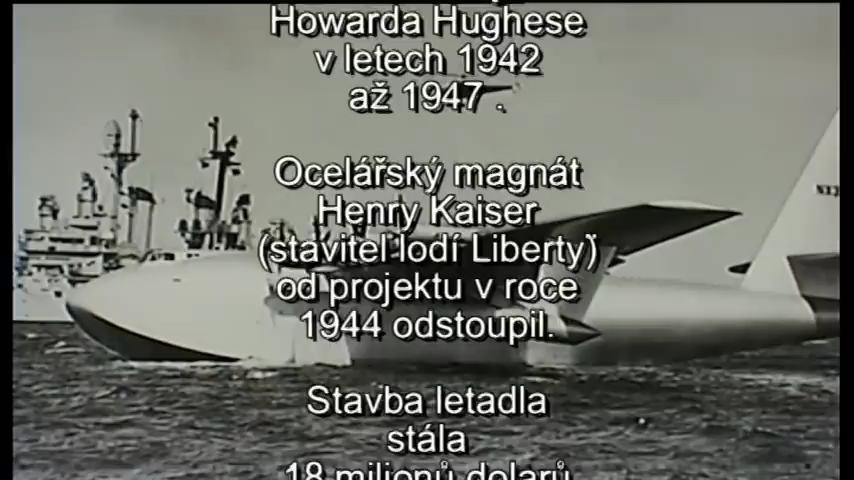 Howarda Hughese
v letech 1942
až 1947 .
Ocelářský magnát
Henry Kaiser
(stavitel lodí Liberty)
od projektu v roce
1944 odstoupil.
Stavba letadla
stála
18 milionů dolarů